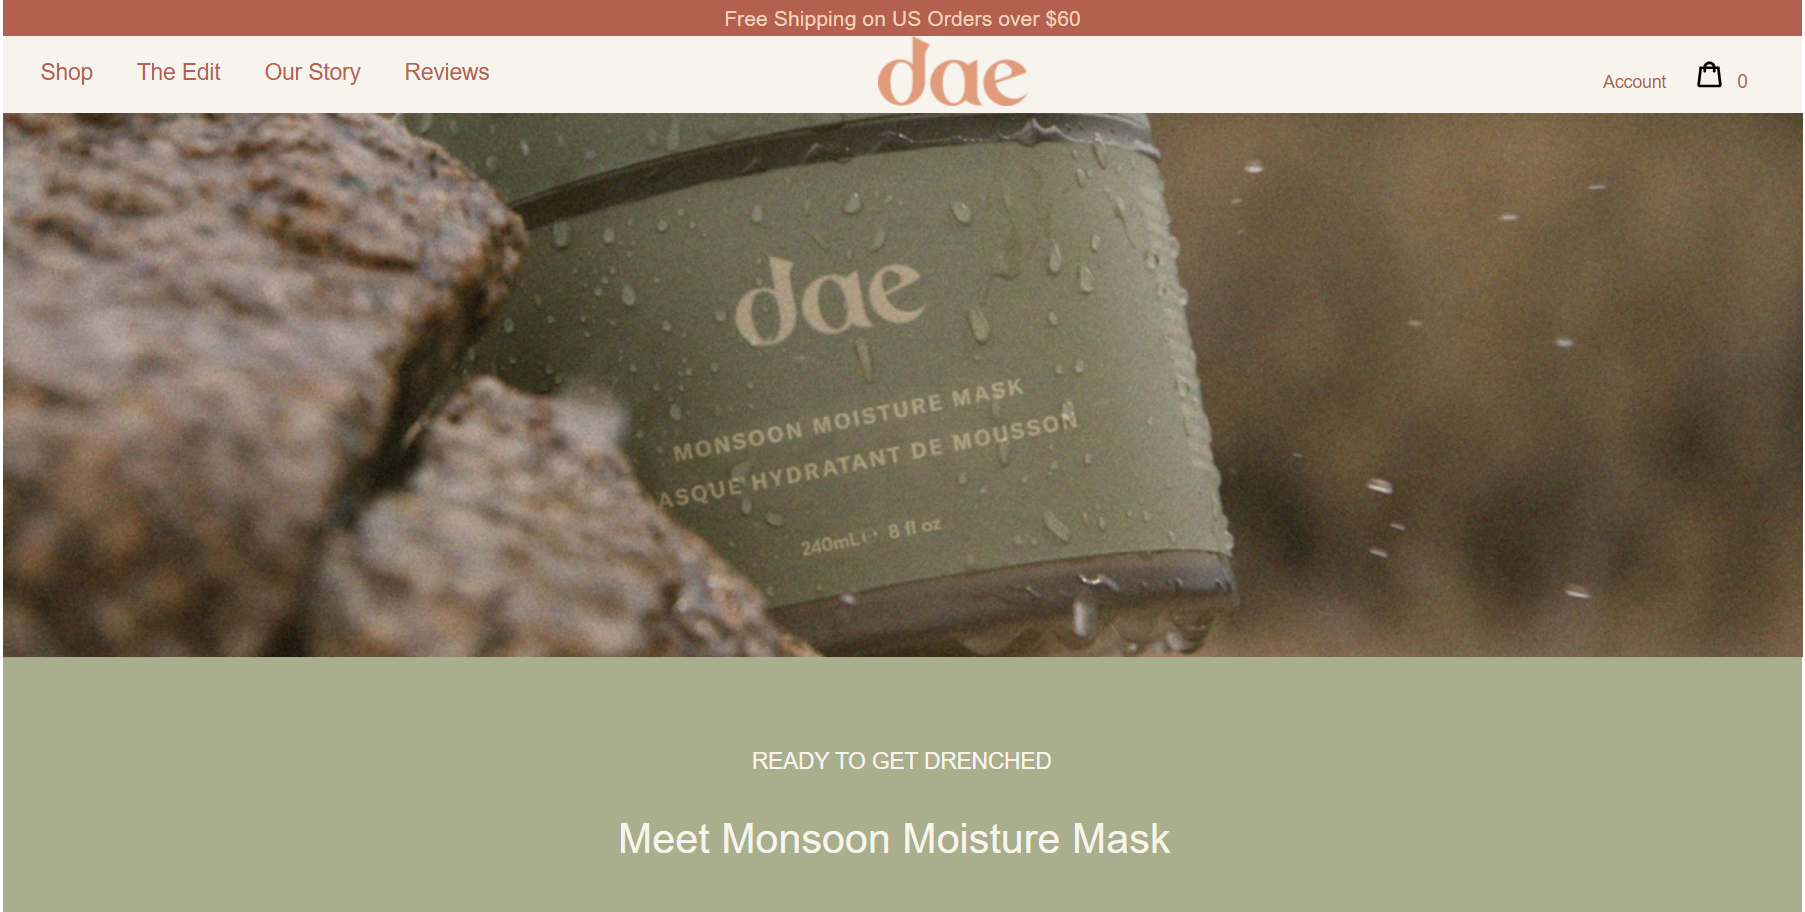 Free Shipping on US Orders over $60
Shop The Edit Our Story Reviews
dae
Account 0
dae
MONSOON MOISTURE MASK
ASQUE HYDRATANT DE MOUSSON
240mL℮ 8 fl oz
READY TO GET DRENCHED
Meet Monsoon Moisture Mask